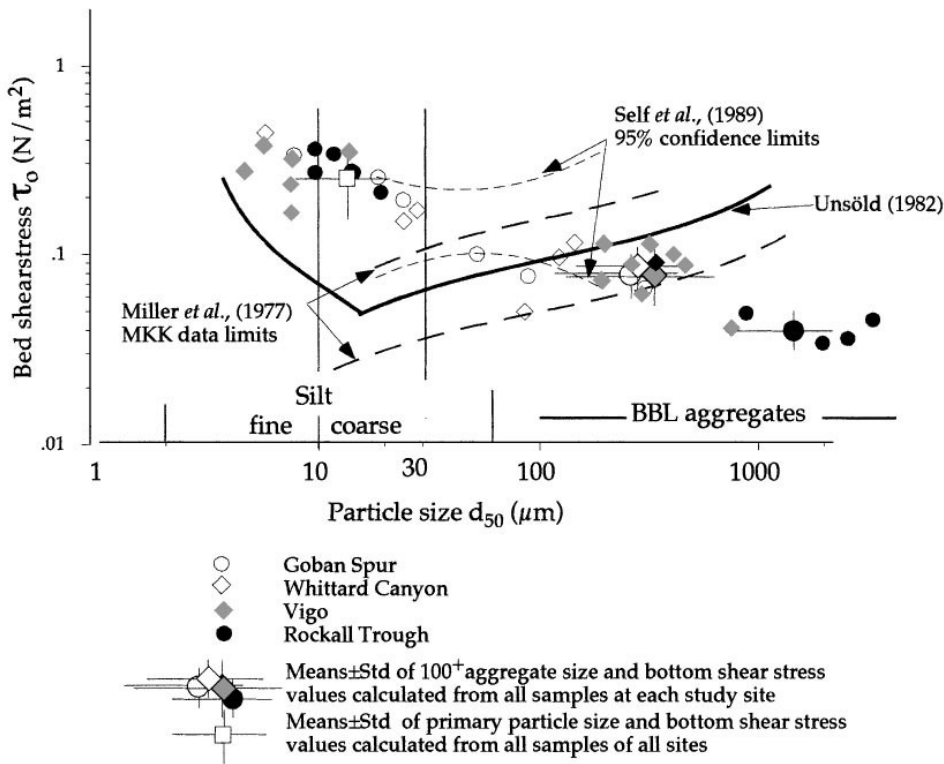 1
Self et al., (1989)
95% confidence limits
Bed shearstress τo (N/m²)
Unsöld (1982)
0.1
Miller et al., (1977)
MKK data limits
Silt
fine
coarse
BBL aggregates
.01
1
10
30
100
1000
Particle size d50 (μm)
Goban Spur
Whittard Canyon
Vigo
Rockall Trough
Means±Std of 100+aggregate size and bottom shear stress
values calculated from all samples at each study site
Means±Std of primary particle size and bottom shear stress
values calculated from all samples of all sites